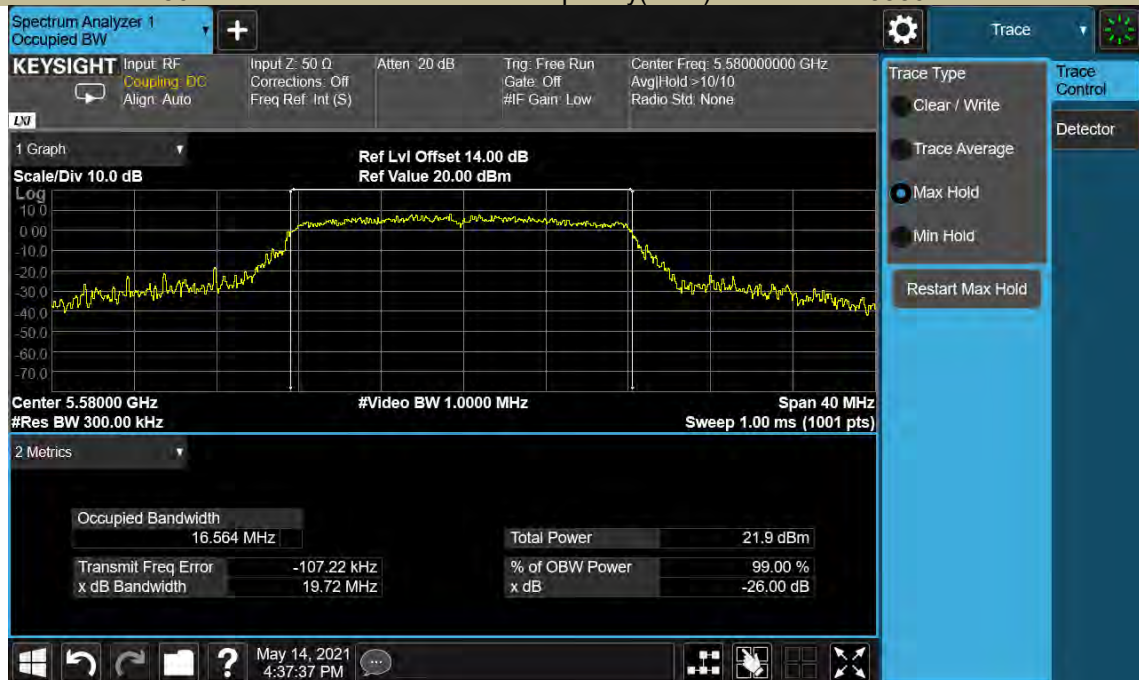 Spectrum Analyzer 1
Occupied BW
+
Trace
KEYSIGHT
Input: RF
Coupling: DC
Align: Auto
Input Z: 50 Ω
Corrections: Off
Freq Ref: Int (S)
Atten: 20 dB
Trig: Free Run
Gate: Off
#IF Gain: Low
Center Freq: 5.580000000 GHz
Avg|Hold >10/10
Radio Std: None
LXI
Trace Type
Clear / Write
Trace Average
Max Hold
Min Hold
Restart Max Hold
Trace
Control
Detector
1 Graph
Scale/Div 10.0 dB
Ref Lvl Offset 14.00 dB
Ref Value 20.00 dBm
Log
10.0
0.00
-10.0
-20.0
-30.0
-40.0
-50.0
-60.0
-70.0
Center 5.58000 GHz
#Video BW 1.0000 MHz
Span 40 MHz
#Res BW 300.00 kHz
Sweep 1.00 ms (1001 pts)
2 Metrics
Occupied Bandwidth
16.564 MHz
Total Power 21.9 dBm
Transmit Freq Error -107.22 kHz
% of OBW Power 99.00 %
x dB Bandwidth 19.72 MHz
x dB -26.00 dB
?
May 14, 2021
4:37:37 PM